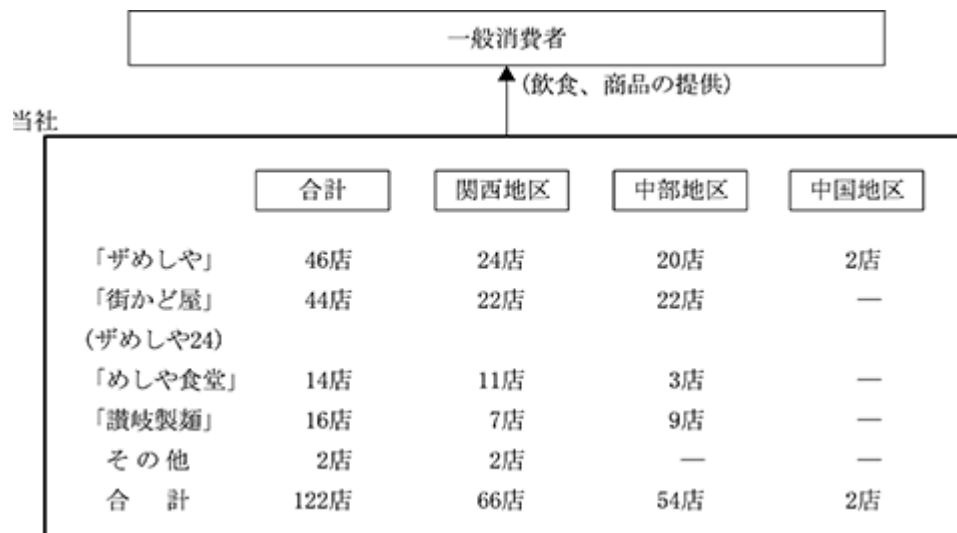 一般消費者
(飲食、商品の提供)
当社
合計 関西地区 中部地区 中国地区
「ザめしや」 46店 24店 20店 2店
「街かど屋」 44店 22店 22店 —
(ザめしや24)
「めしや食堂」 14店 11店 3店 —
「讃岐製麺」 16店 7店 9店 —
その他 2店 2店 — —
合 計 122店 66店 54店 2店